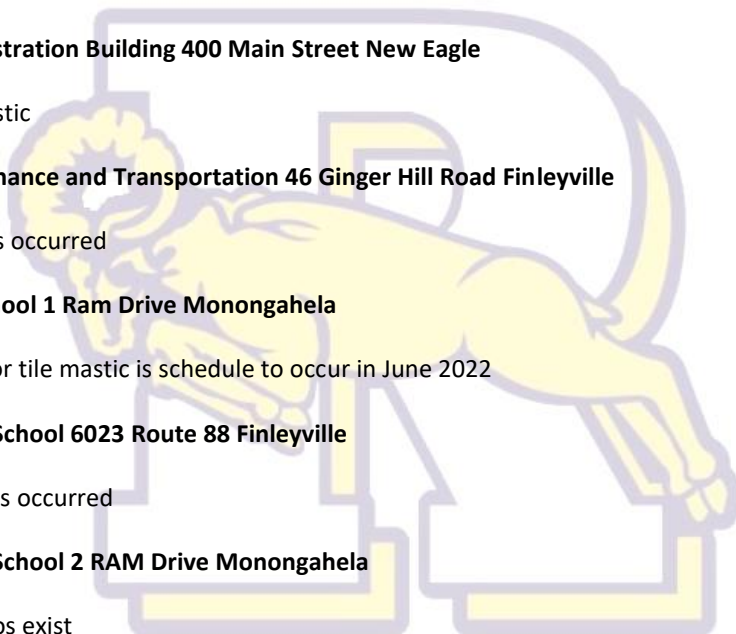 stration Building 400 Main Street New Eagle
stic
nance and Transportation 46 Ginger Hill Road Finleyville
s occurred
ool 1 Ram Drive Monongahela
or tile mastic is schedule to occur in June 2022
School 6023 Route 88 Finleyville
s occurred
School 2 RAM Drive Monongahela
os exist